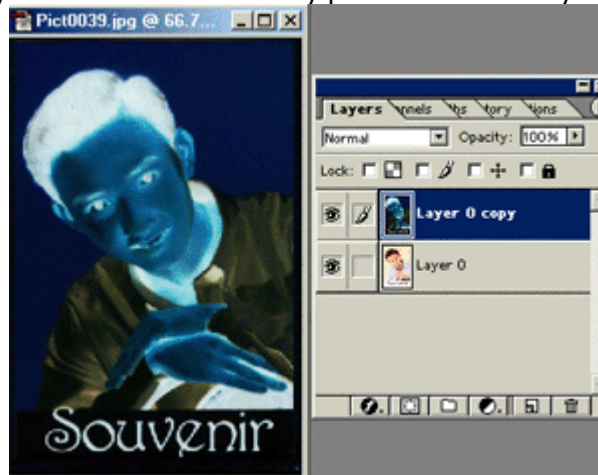 Pict0039.jpg @ 66.7...
Layers
Normal
Opacity: 100%
Lock:
Layer 0 copy
Layer 0
Souvenir